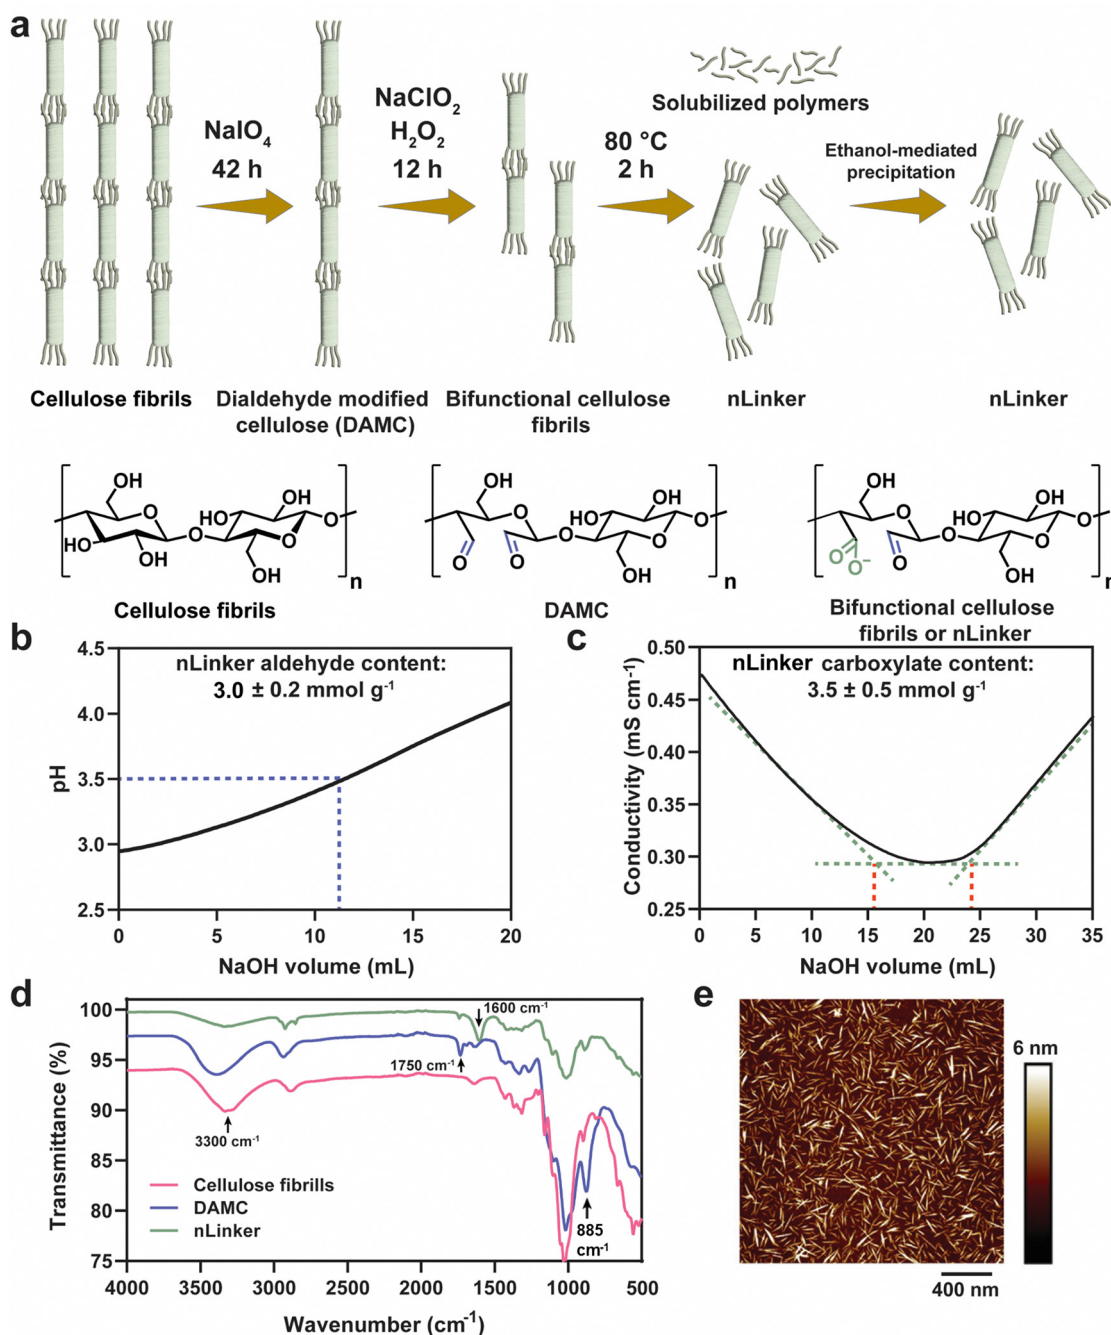 a
NaIO₄
42 h
NaClO₂
H₂O₂
12 h
80 °C
2 h
Solubilized polymers
Ethanol-mediated
precipitation
Cellulose fibrils
Dialdehyde modified
cellulose (DAMC)
Bifunctional cellulose
fibrils
nLinker
nLinker
OH
O
HO
OH
O
HO
OH
O
O
OH
n
Cellulose fibrils
OH
O
O
O
O
HO
OH
O
O
OH
n
DAMC
OH
O
O
O⁻
O
O
HO
OH
O
O
OH
n
Bifunctional cellulose
fibrils or nLinker
b
nLinker aldehyde content:
3.0 ± 0.2 mmol g⁻¹
pH
4.5
4.0
3.5
3.0
2.5
0 5 10 15 20
NaOH volume (mL)
c
nLinker carboxylate content:
3.5 ± 0.5 mmol g⁻¹
Conductivity (mS cm⁻¹)
0.50
0.45
0.40
0.35
0.30
0.25
0 5 10 15 20 25 30 35
NaOH volume (mL)
d
Transmittance (%)
100
95
90
85
80
75
1600 cm⁻¹
1750 cm⁻¹
3300 cm⁻¹
885
cm⁻¹
Cellulose fibrills
DAMC
nLinker
4000 3500 3000 2500 2000 1500 1000 500
Wavenumber (cm⁻¹)
e
6 nm
400 nm